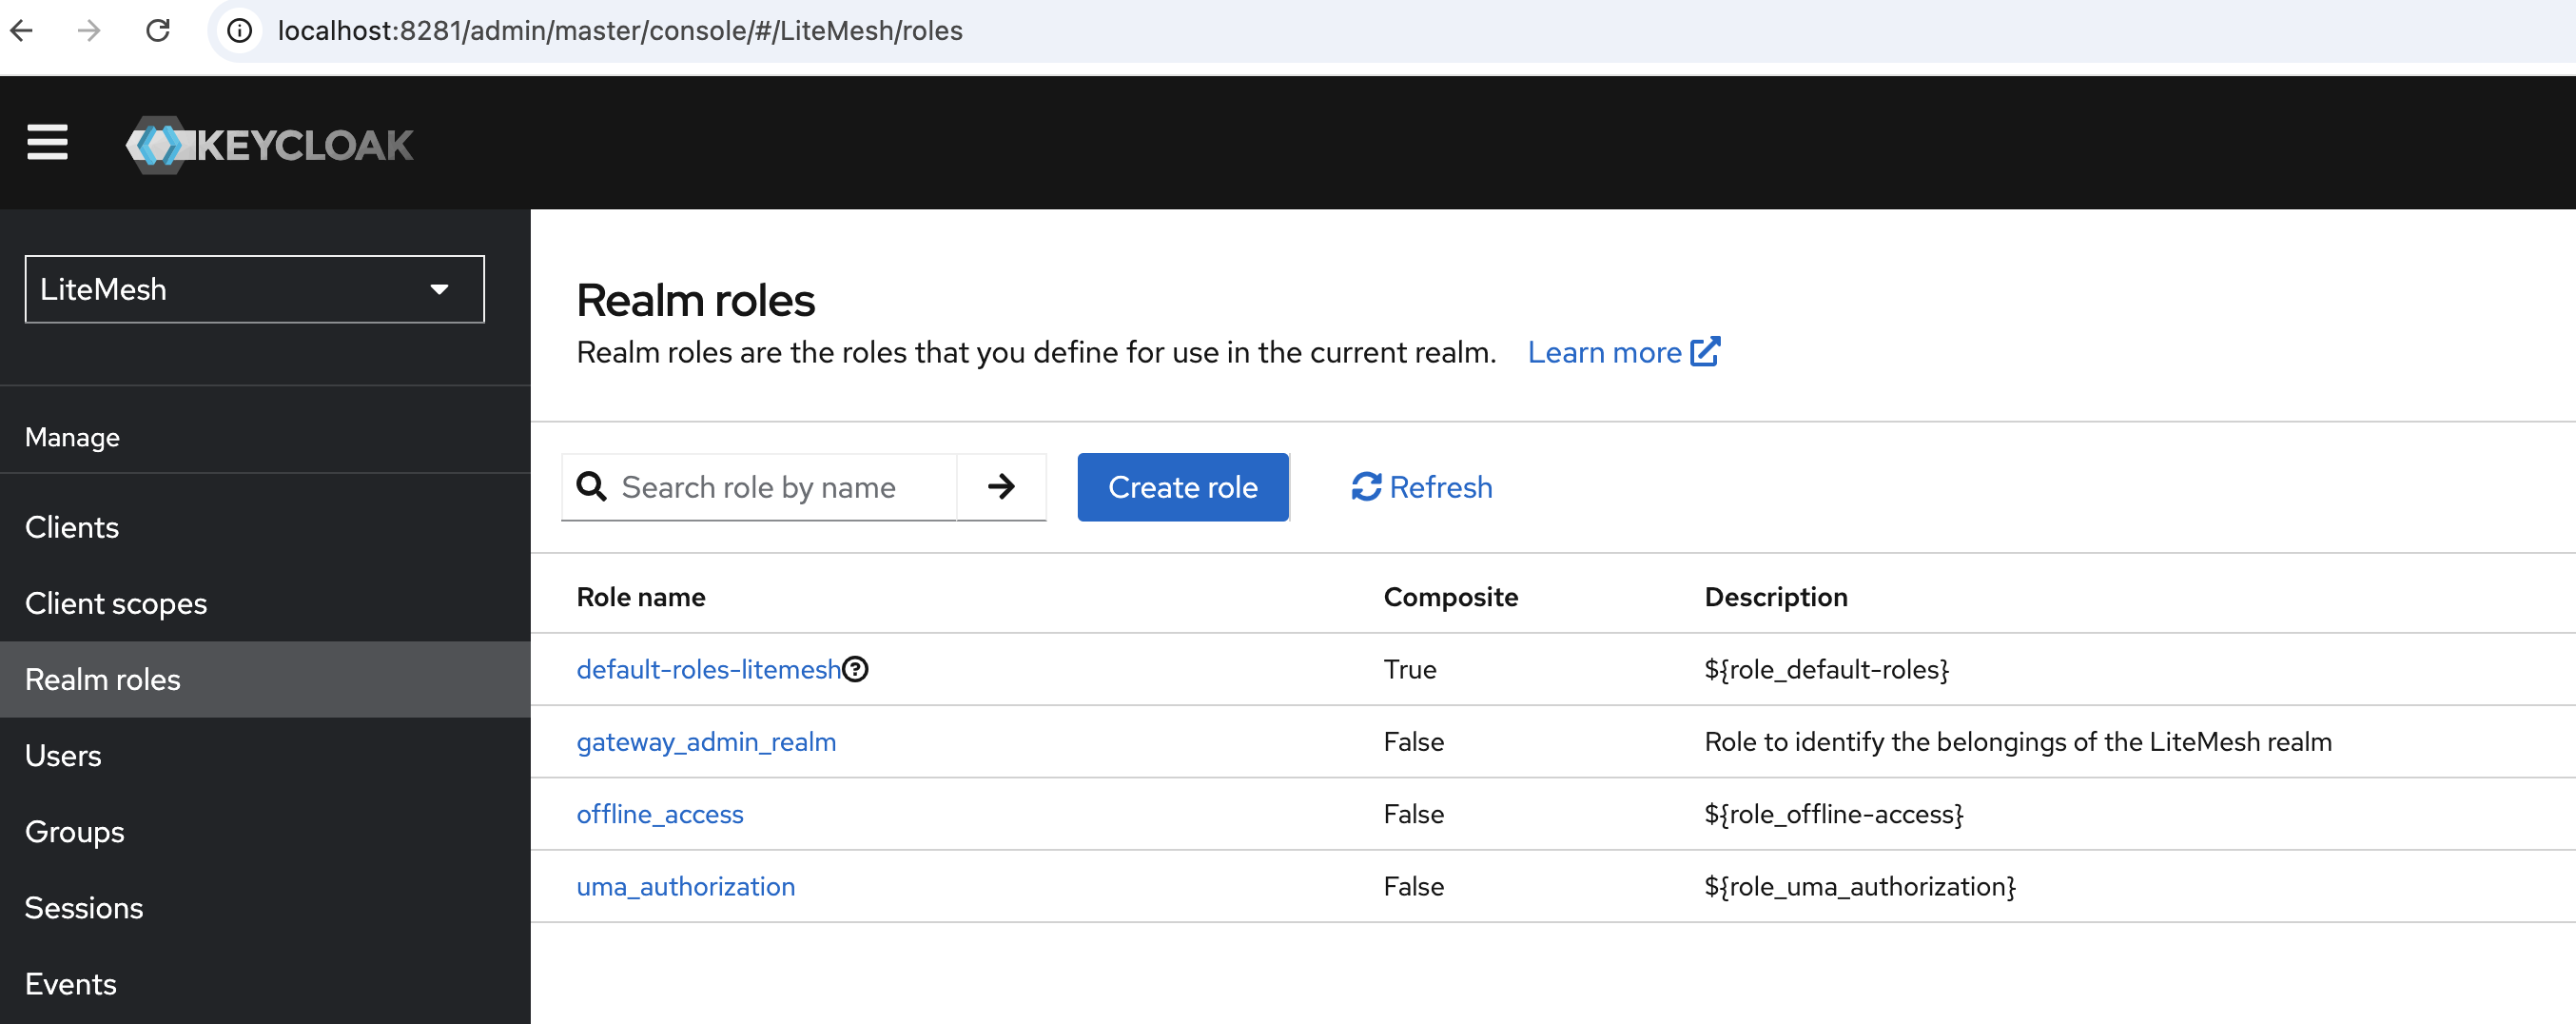 localhost:8281/admin/master/console/#/LiteMesh/roles
KEYCLOAK
LiteMesh
Manage
Clients
Client scopes
Realm roles
Users
Groups
Sessions
Events
Realm roles
Realm roles are the roles that you define for use in the current realm. Learn more
Search role by name Create role Refresh
Role name Composite Description
default-roles-litemesh True ${role_default-roles}
gateway_admin_realm False Role to identify the belongings of the LiteMesh realm
offline_access False ${role_offline-access}
uma_authorization False ${role_uma_authorization}